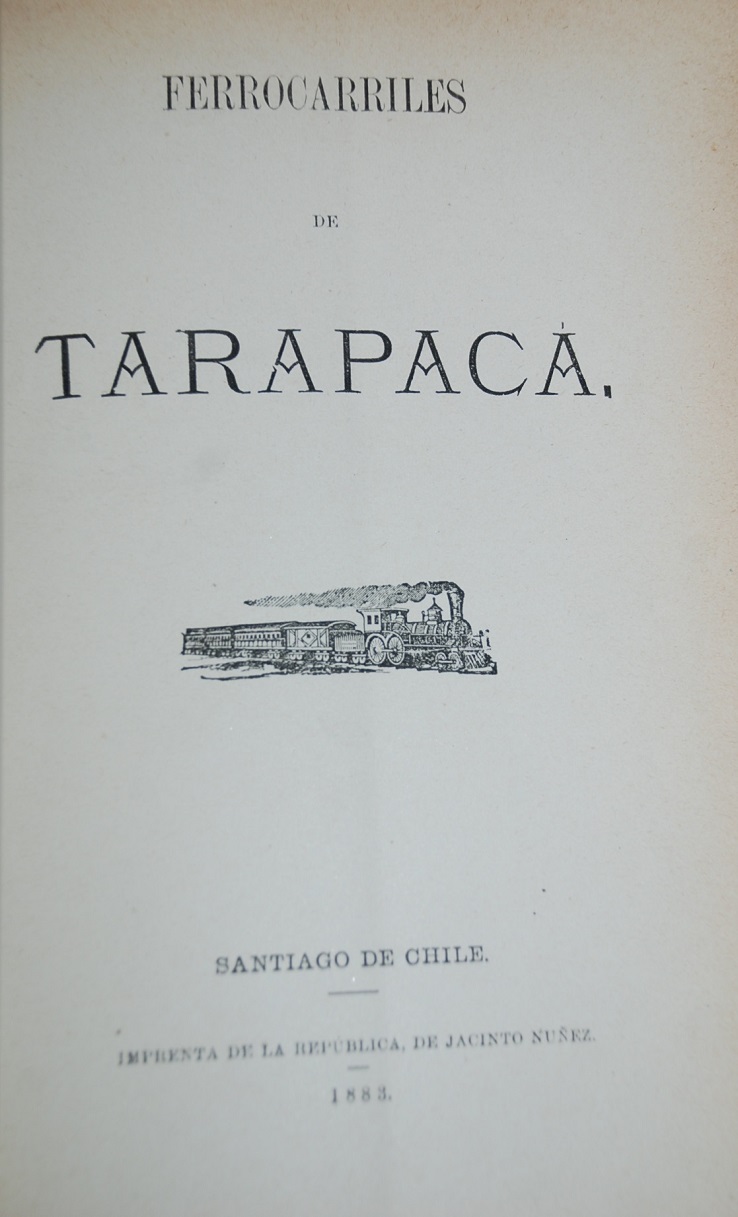 FERROCARRILES
DE
TARAPACÁ.
SANTIAGO DE CHILE.
IMPRENTA DE LA REPÚBLICA, DE JACINTO NUÑEZ.
1883.